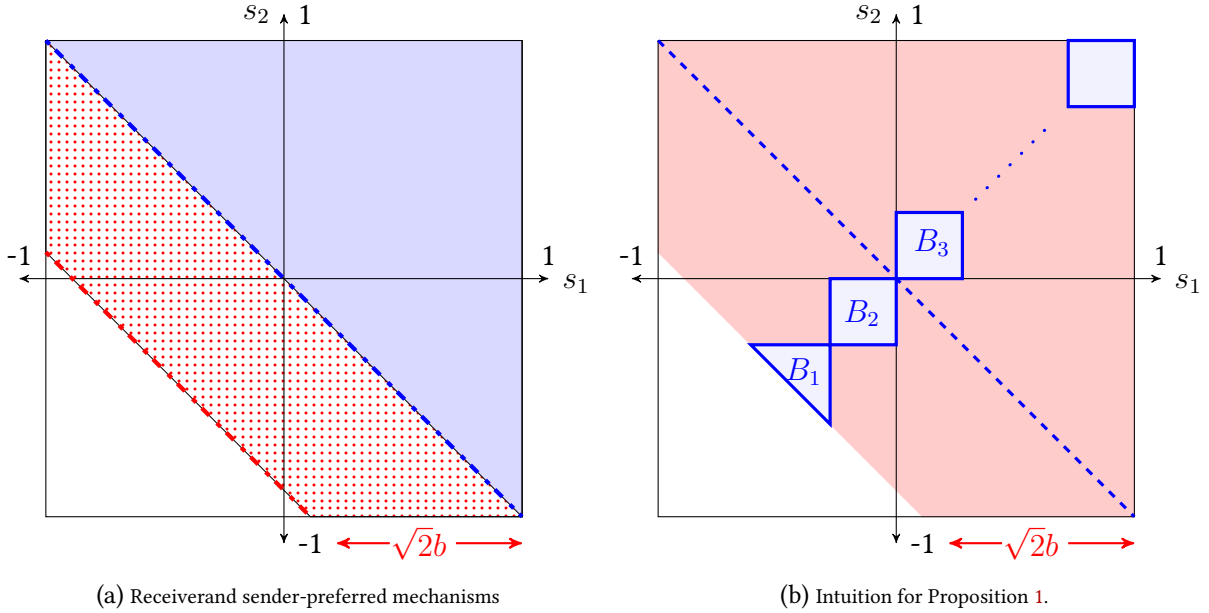 s₂ 1
-1 1
s₁
-1
√2b
(a) Receiverand sender-preferred mechanisms
s₂ 1
B₃
-1 1
s₁
B₂
B₁
-1
√2b
(b) Intuition for Proposition 1.